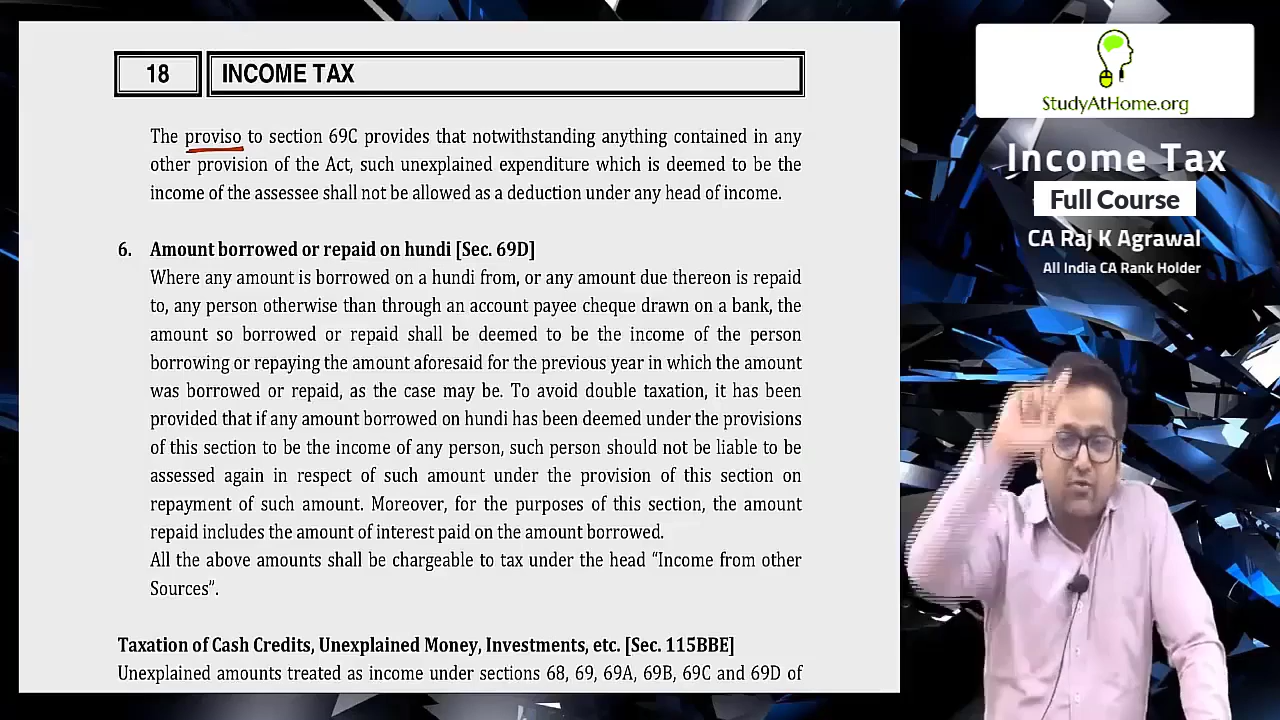 18
INCOME TAX
The proviso to section 69C provides that notwithstanding anything contained in any
other provision of the Act, such unexplained expenditure which is deemed to be the
income of the assessee shall not be allowed as a deduction under any head of income.
6. Amount borrowed or repaid on hundi [Sec. 69D]
Where any amount is borrowed on a hundi from, or any amount due thereon is repaid
to, any person otherwise than through an account payee cheque drawn on a bank, the
amount so borrowed or repaid shall be deemed to be the income of the person
borrowing or repaying the amount aforesaid for the previous year in which the amount
was borrowed or repaid, as the case may be. To avoid double taxation, it has been
provided that if any amount borrowed on hundi has been deemed under the provisions
of this section to be the income of any person, such person should not be liable to be
assessed again in respect of such amount under the provision of this section on
repayment of such amount. Moreover, for the purposes of this section, the amount
repaid includes the amount of interest paid on the amount borrowed.
All the above amounts shall be chargeable to tax under the head “Income from other
Sources”.
Taxation of Cash Credits, Unexplained Money, Investments, etc. [Sec. 115BBE]
Unexplained amounts treated as income under sections 68, 69, 69A, 69B, 69C and 69D of
StudyAtHome.org
Income Tax
Full Course
CA Raj K Agrawal
All India CA Rank Holder